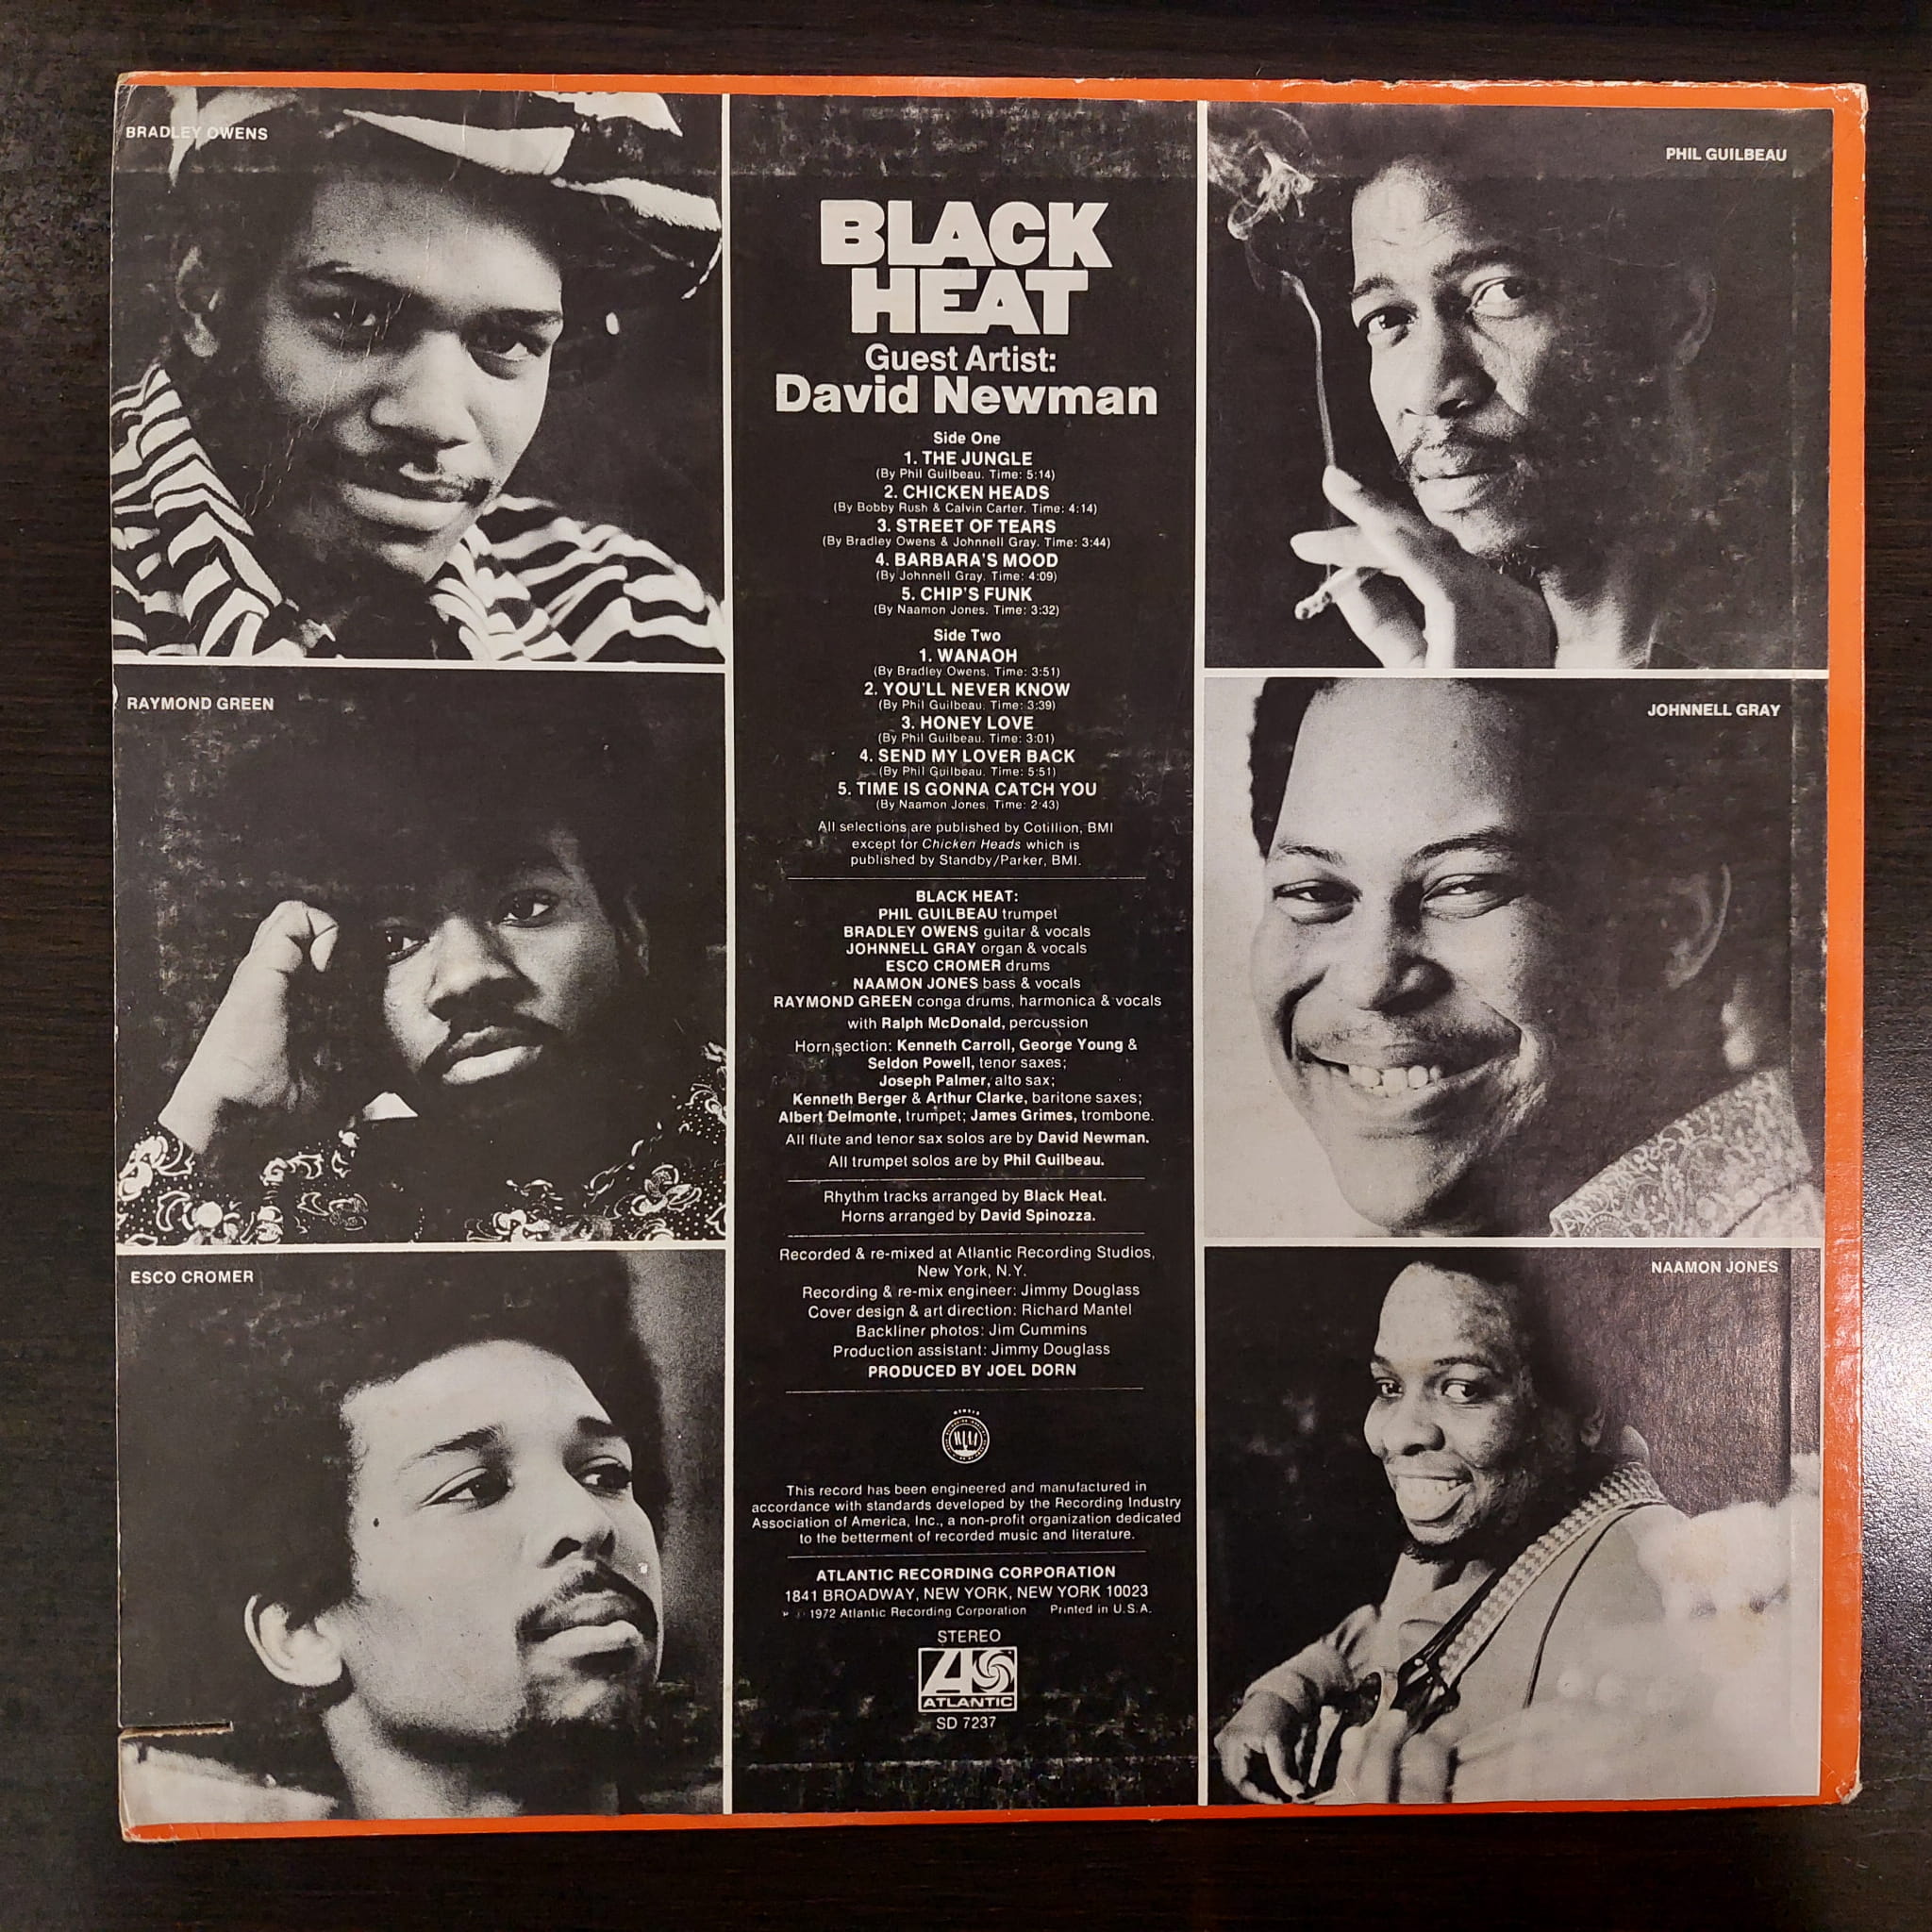 BRADLEY OWENS
PHIL GUILBEAU
RAYMOND GREEN
JOHNNELL GRAY
ESCO CROMER
NAAMON JONES
BLACK
HEAT
Guest Artist:
David Newman
Side One
1. THE JUNGLE
(By Phil Guilbeau. Time: 5:14)
2. CHICKEN HEADS
(By Bobby Rush & Calvin Carter. Time: 4:14)
3. STREET OF TEARS
(By Bradley Owens & Johnnell Gray. Time: 3:44)
4. BARBARA'S MOOD
(By Johnnell Gray. Time: 4:09)
5. CHIP'S FUNK
(By Naamon Jones. Time: 3:32)
Side Two
1. WANAOH
(By Bradley Owens. Time: 3:51)
2. YOU'LL NEVER KNOW
(By Phil Guilbeau. Time: 3:39)
3. HONEY LOVE
(By Phil Guilbeau. Time: 3:01)
4. SEND MY LOVER BACK
(By Phil Guilbeau. Time: 5:51)
5. TIME IS GONNA CATCH YOU
(By Naamon Jones. Time: 2:43)
All selections are published by Cotillion, BMI
except for Chicken Heads which is
published by Standby/Parker, BMI.
BLACK HEAT:
PHIL GUILBEAU trumpet
BRADLEY OWENS guitar & vocals
JOHNNELL GRAY organ & vocals
ESCO CROMER drums
NAAMON JONES bass & vocals
RAYMOND GREEN conga drums, harmonica & vocals
with Ralph McDonald, percussion
Horn section: Kenneth Carroll, George Young &
Seldon Powell, tenor saxes;
Joseph Palmer, alto sax;
Kenneth Berger & Arthur Clarke, baritone saxes;
Albert Delmonte, trumpet; James Grimes, trombone.
All flute and tenor sax solos are by David Newman.
All trumpet solos are by Phil Guilbeau.
Rhythm tracks arranged by Black Heat.
Horns arranged by David Spinozza.
Recorded & re-mixed at Atlantic Recording Studios,
New York, N.Y.
Recording & re-mix engineer: Jimmy Douglass
Cover design & art direction: Richard Mantel
Backliner photos: Jim Cummins
Production assistant: Jimmy Douglass
PRODUCED BY JOEL DORN
This record has been engineered and manufactured in
accordance with standards developed by the Recording Industry
Association of America, Inc., a non-profit organization dedicated
to the betterment of recorded music and literature.
ATLANTIC RECORDING CORPORATION
1841 BROADWAY, NEW YORK, NEW YORK 10023
1972 Atlantic Recording Corporation Printed in U.S.A.
STEREO
ATLANTIC
SD 7237